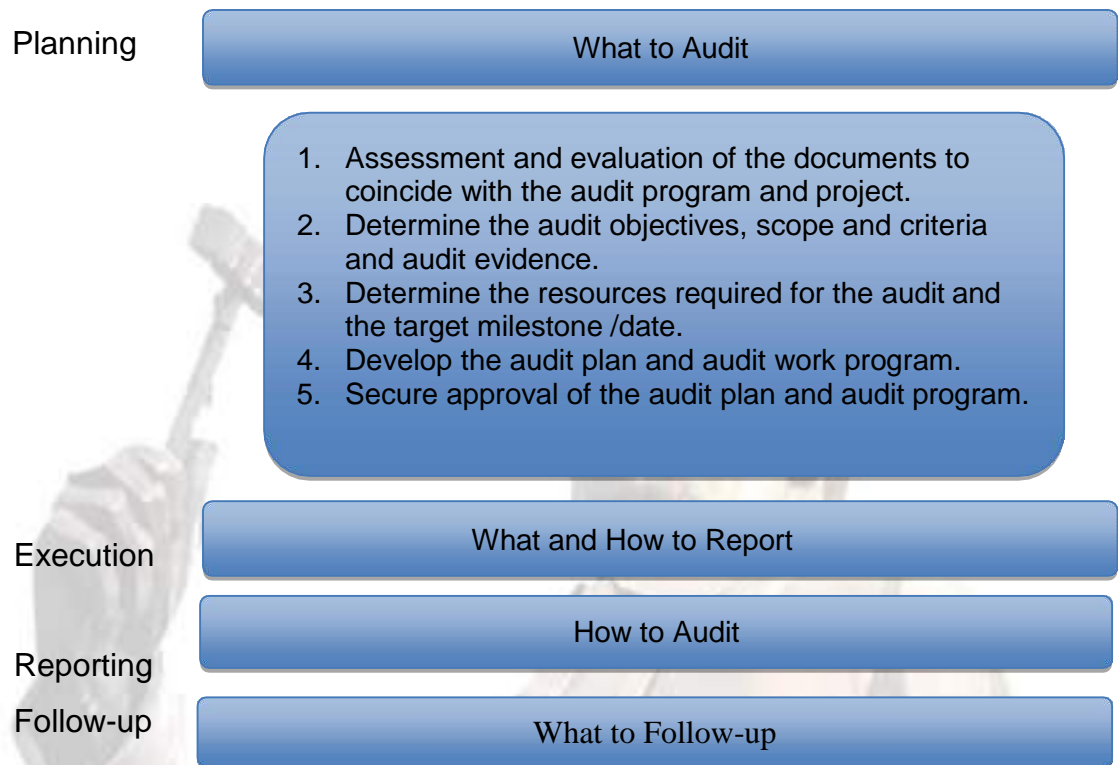 Planning
What to Audit
1. Assessment and evaluation of the documents to
coincide with the audit program and project.
2. Determine the audit objectives, scope and criteria
and audit evidence.
3. Determine the resources required for the audit and
the target milestone /date.
4. Develop the audit plan and audit work program.
5. Secure approval of the audit plan and audit program.
Execution
What and How to Report
How to Audit
Reporting
Follow-up
What to Follow-up